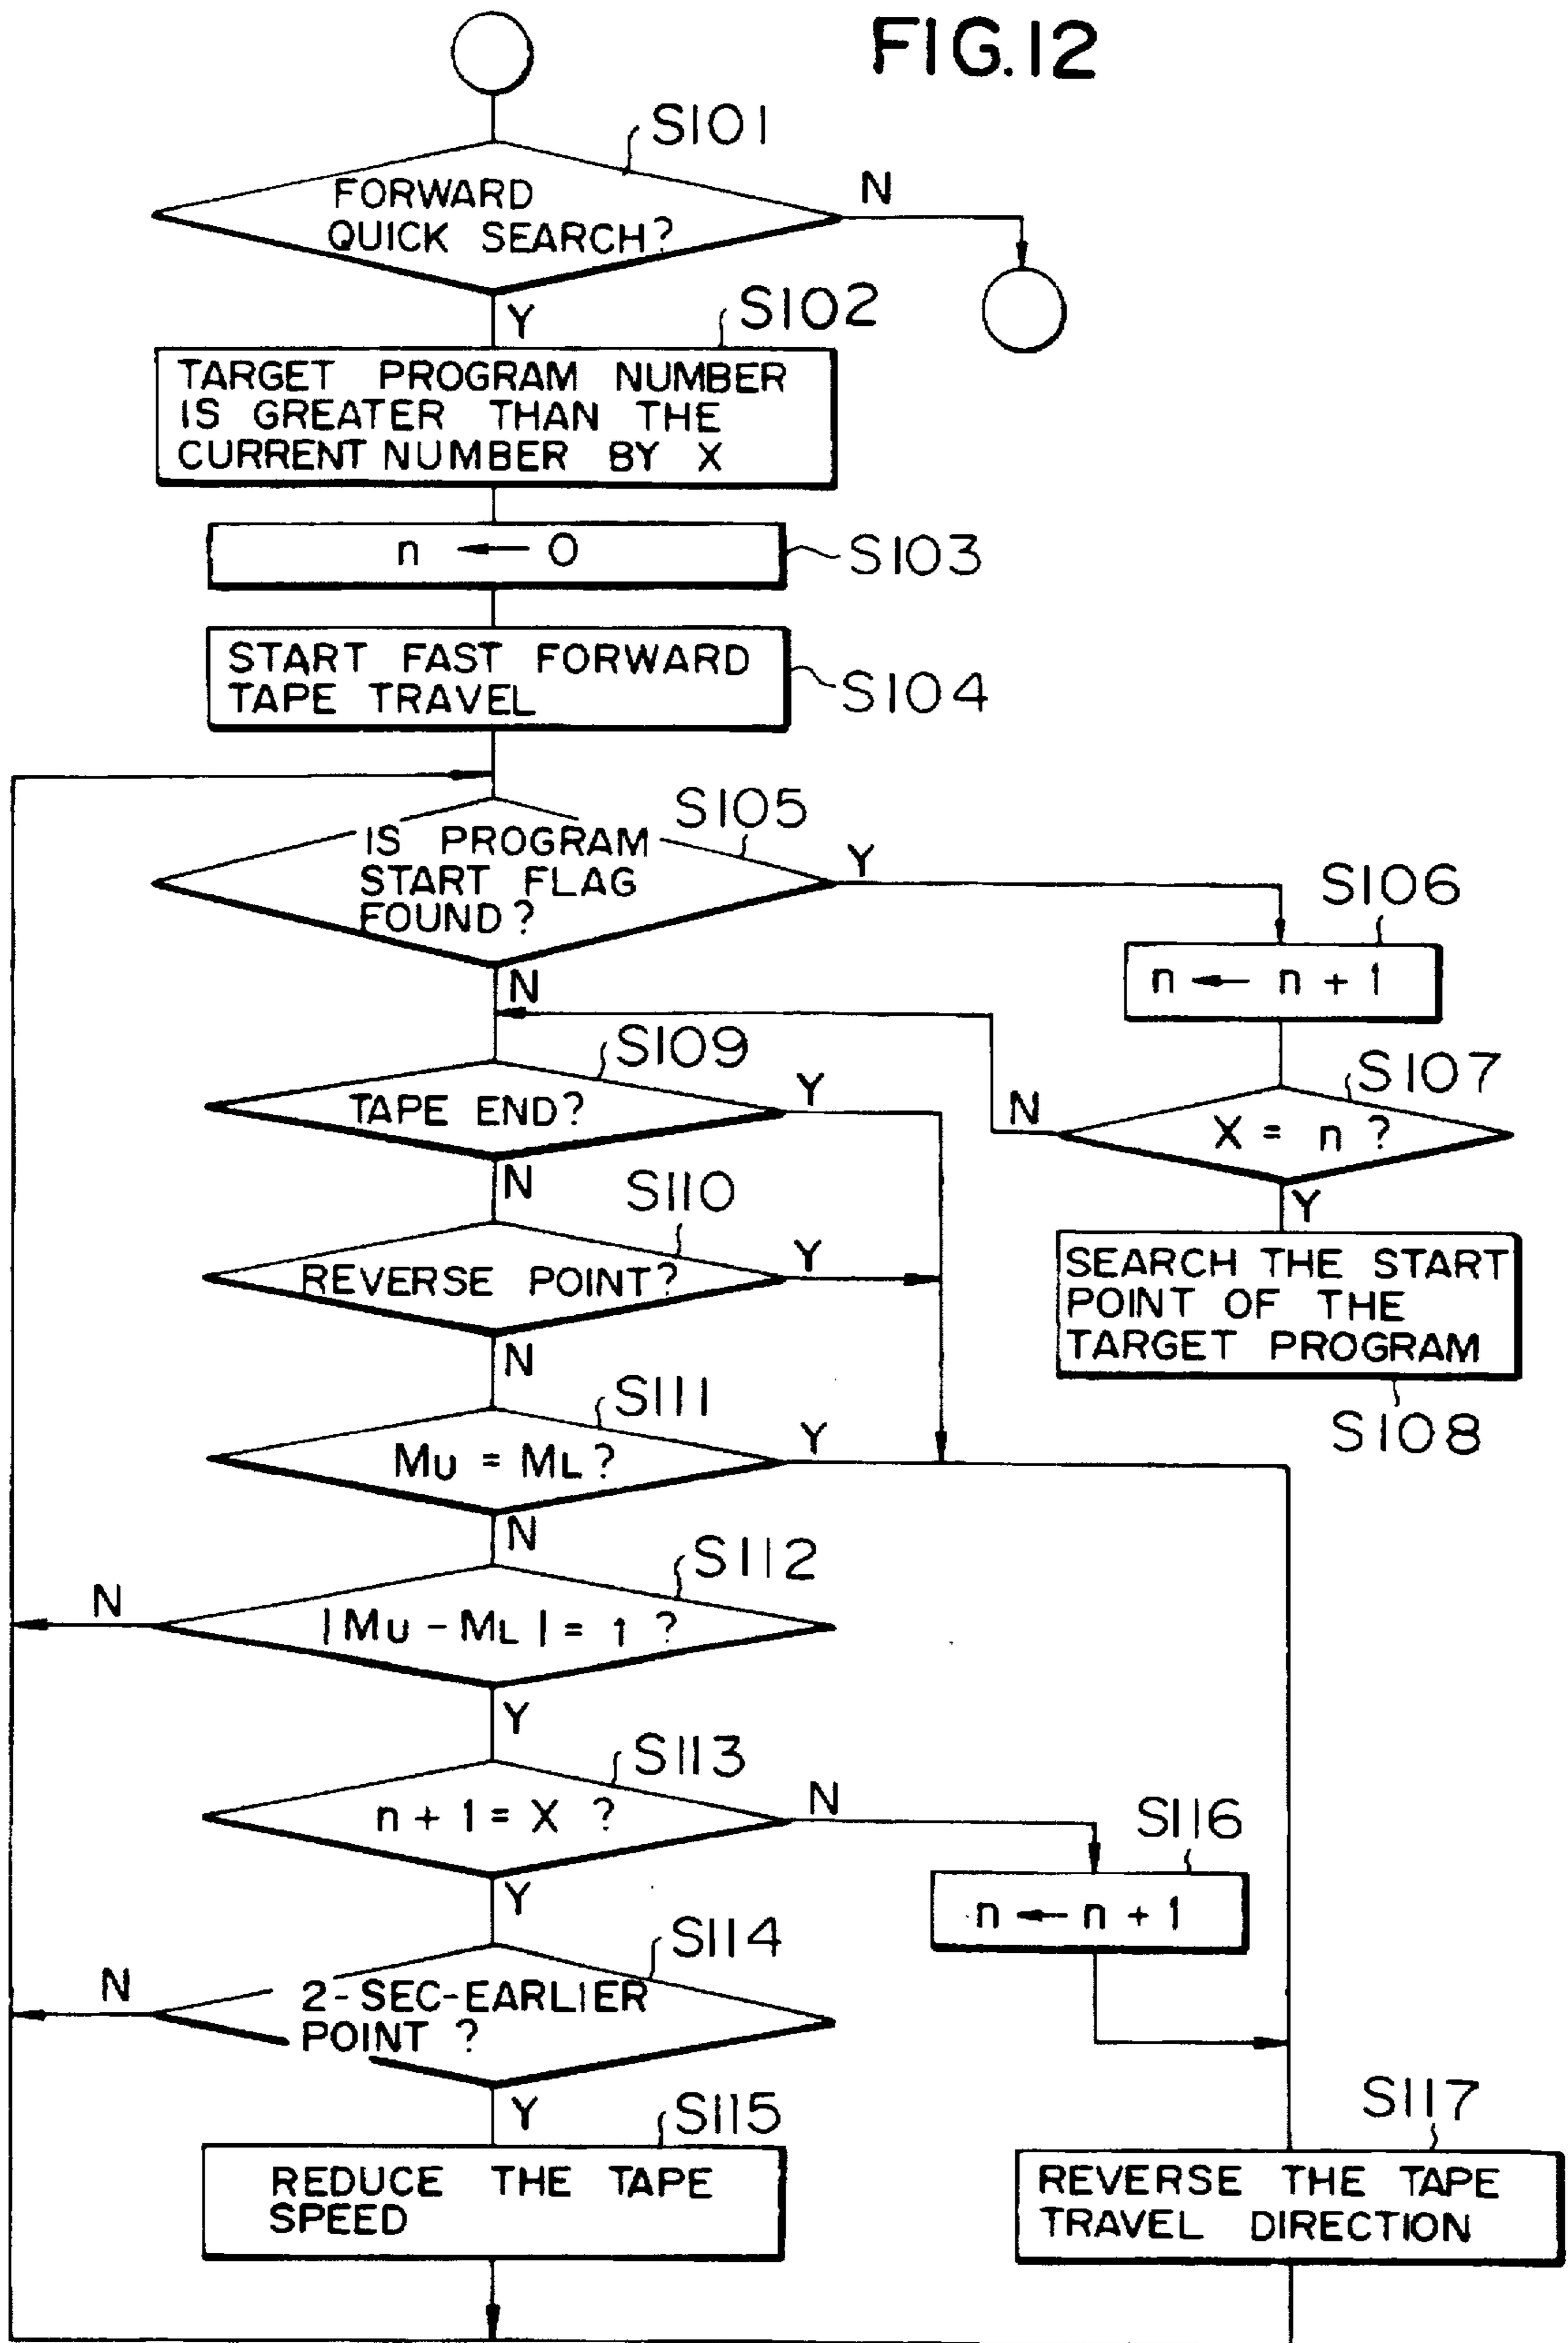 FIG.12
S101
FORWARD
QUICK SEARCH?
N
Y
S102
TARGET PROGRAM NUMBER
IS GREATER THAN THE
CURRENT NUMBER BY X
n ← 0
S103
START FAST FORWARD
TAPE TRAVEL
S104
S105
IS PROGRAM
START FLAG
FOUND?
Y
N
S106
n ← n + 1
S107
X = n ?
N
Y
SEARCH THE START
POINT OF THE
TARGET PROGRAM
S108
S109
TAPE END?
Y
N
S110
REVERSE POINT?
Y
N
S111
MU = ML?
Y
N
S112
|MU - ML| = 1 ?
N
Y
S113
n + 1 = X ?
N
Y
S116
n ← n + 1
S114
2-SEC-EARLIER
POINT ?
N
Y
S115
REDUCE THE TAPE
SPEED
S117
REVERSE THE TAPE
TRAVEL DIRECTION